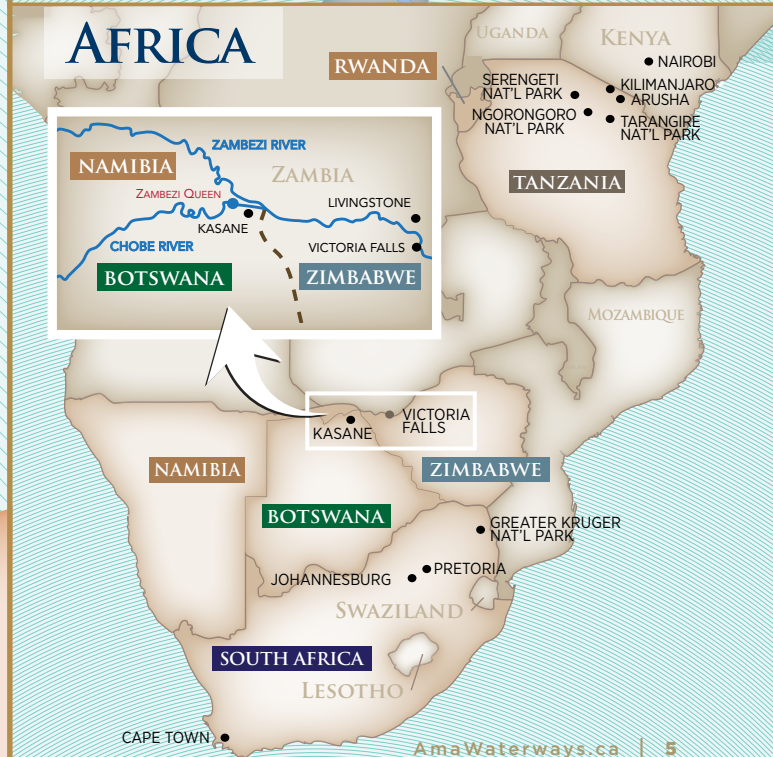 AFRICA
UGANDA
KENYA
NAIROBI
RWANDA
SERENGETI
NAT'L PARK
KILIMANJARO
ARUSHA
NGORONGORO
NAT'L PARK
TARANGIRE
NAT'L PARK
TANZANIA
ZAMBEZI RIVER
NAMIBIA
ZAMBIA
ZAMBEZI QUEEN
LIVINGSTONE
KASANE
CHOBE RIVER
VICTORIA FALLS
BOTSWANA
ZIMBABWE
MOZAMBIQUE
VICTORIA
FALLS
KASANE
NAMIBIA
ZIMBABWE
BOTSWANA
GREATER KRUGER
NAT'L PARK
PRETORIA
JOHANNESBURG
SWAZILAND
SOUTH AFRICA
LESOTHO
CAPE TOWN
AmaWaterways.ca | 5